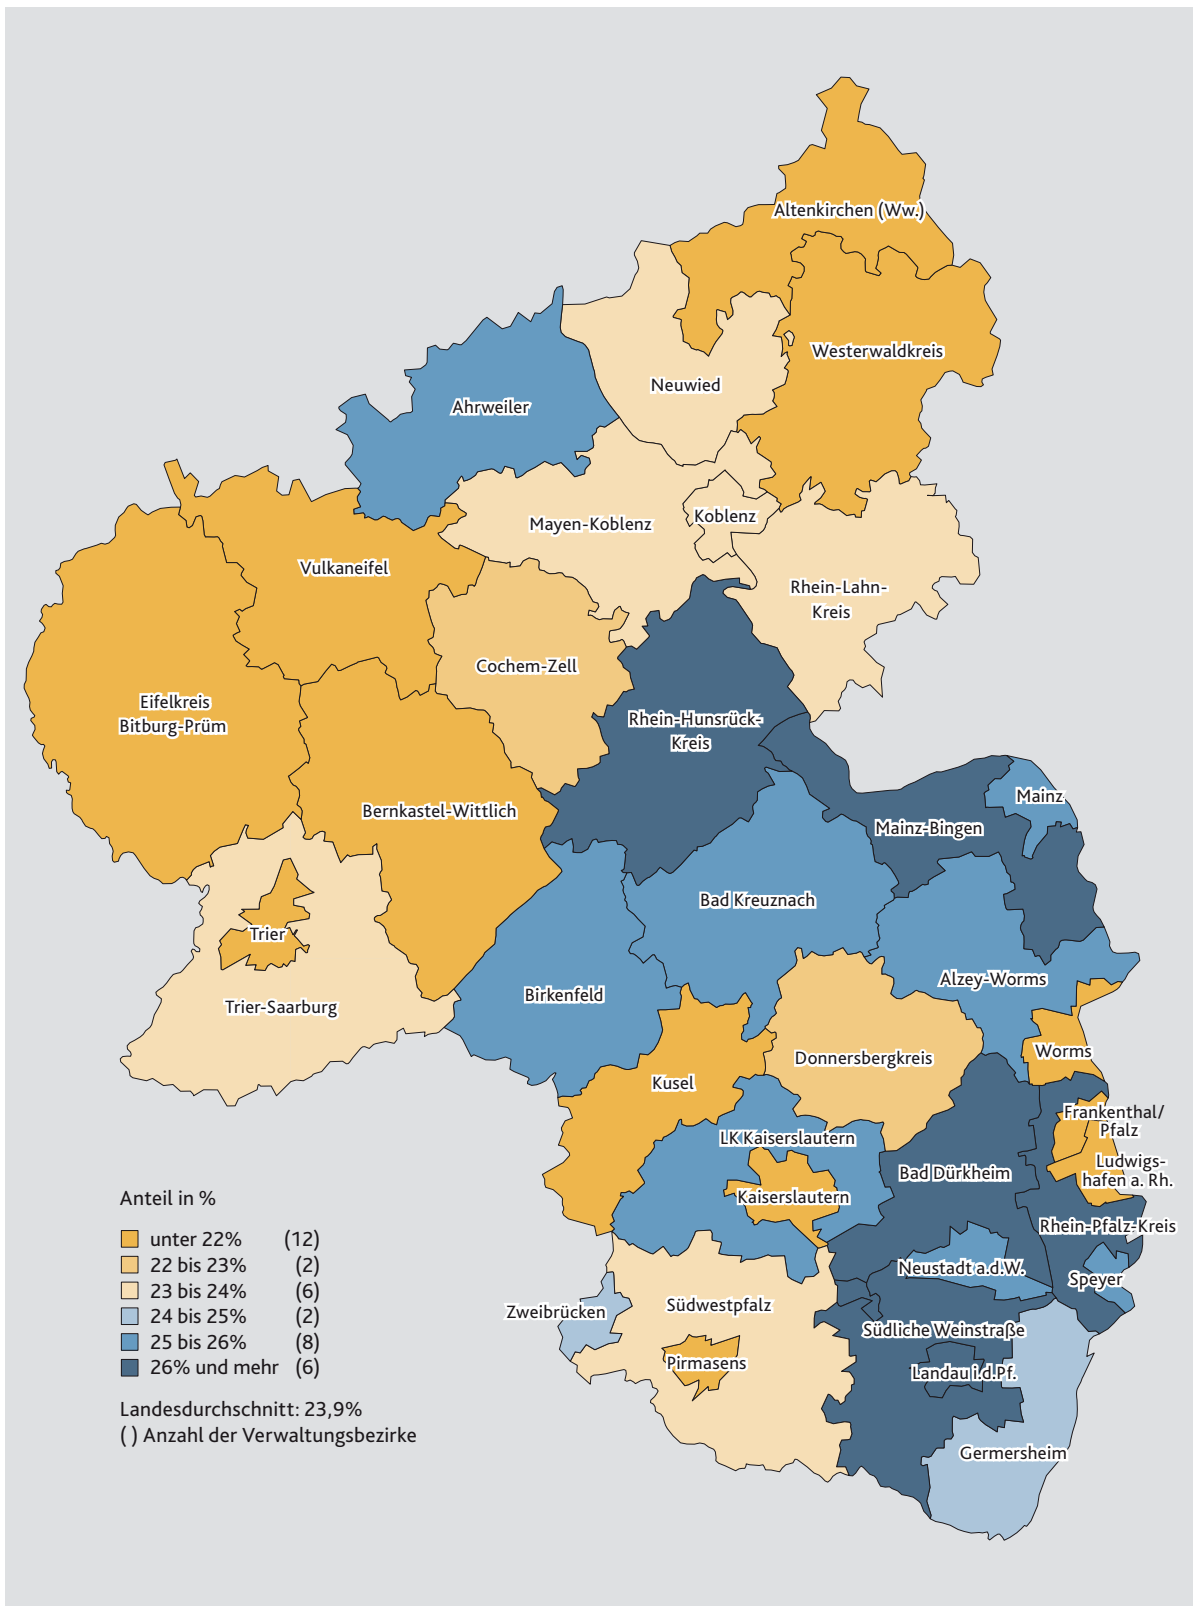 Altenkirchen (Ww.)
Westerwaldkreis
Neuwied
Ahrweiler
Koblenz
Mayen-Koblenz
Vulkaneifel
Rhein-Lahn-
Kreis
Cochem-Zell
Eifelkreis
Bitburg-Prüm
Rhein-Hunsrück-
Kreis
Mainz
Bernkastel-Wittlich
Mainz-Bingen
Bad Kreuznach
Trier
Alzey-Worms
Birkenfeld
Trier-Saarburg
Worms
Donnersbergkreis
Kusel
Frankenthal/
Pfalz
LK Kaiserslautern
Ludwigs-
hafen a. Rh.
Bad Dürkheim
Kaiserslautern
Rhein-Pfalz-Kreis
Neustadt a.d.W.
Speyer
Zweibrücken
Südwestpfalz
Südliche Weinstraße
Pirmasens
Landau i.d.Pf.
Germersheim
Anteil in %
unter 22% (12)
22 bis 23% (2)
23 bis 24% (6)
24 bis 25% (2)
25 bis 26% (8)
26% und mehr (6)
Landesdurchschnitt: 23,9%
( ) Anzahl der Verwaltungsbezirke